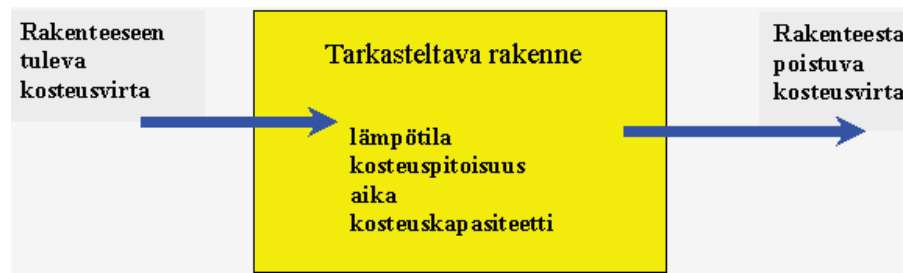 Rakenteeseen
tuleva
kosteusvirta
Tarkasteltava rakenne
lämpötila
kosteuspitoisuus
aika
kosteuskapasiteetti
Rakenteesta
poistuva
kosteusvirta